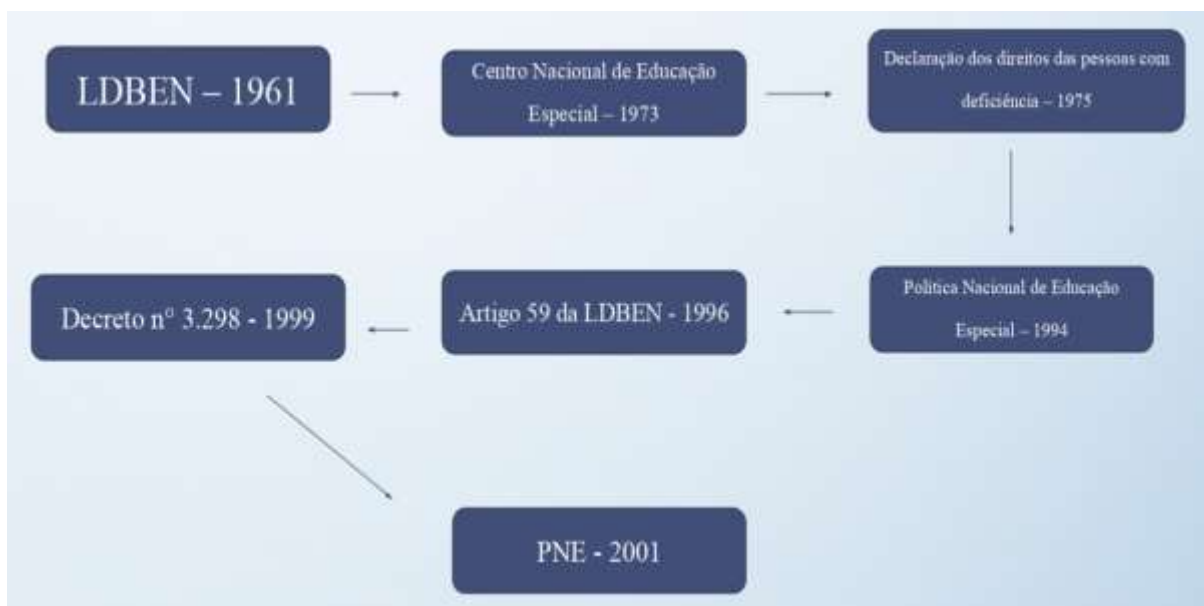 LDBEN – 1961
Centro Nacional de Educação
Especial – 1973
Declaração dos direitos das pessoas com
deficiência – 1975
Política Nacional de Educação
Especial – 1994
Artigo 59 da LDBEN - 1996
Decreto n° 3.298 - 1999
PNE - 2001